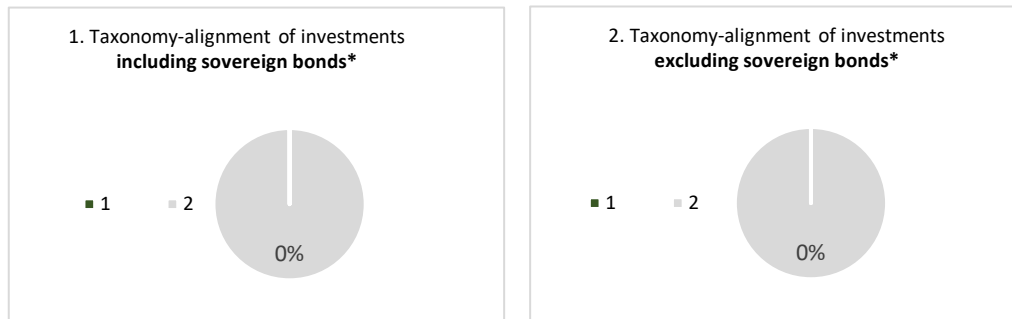 1. Taxonomy-alignment of investments
including sovereign bonds*
1
2
0%
2. Taxonomy-alignment of investments
excluding sovereign bonds*
1
2
0%